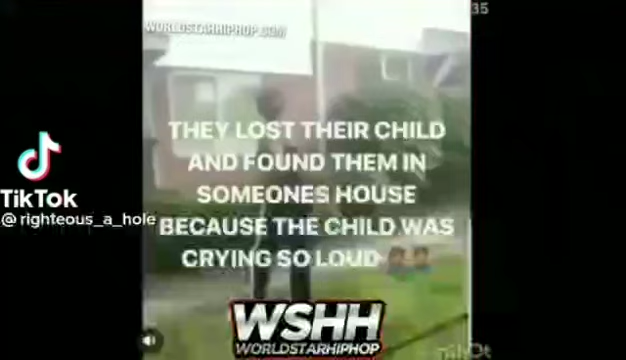 WORLDSTARHIPHOP.COM
35
THEY LOST THEIR CHILD
AND FOUND THEM IN
SOMEONES HOUSE
BECAUSE THE CHILD WAS
CRYING SO LOUD
TikTok
@righteous_a_hole
WSHH
WORLDSTARHIPHOP